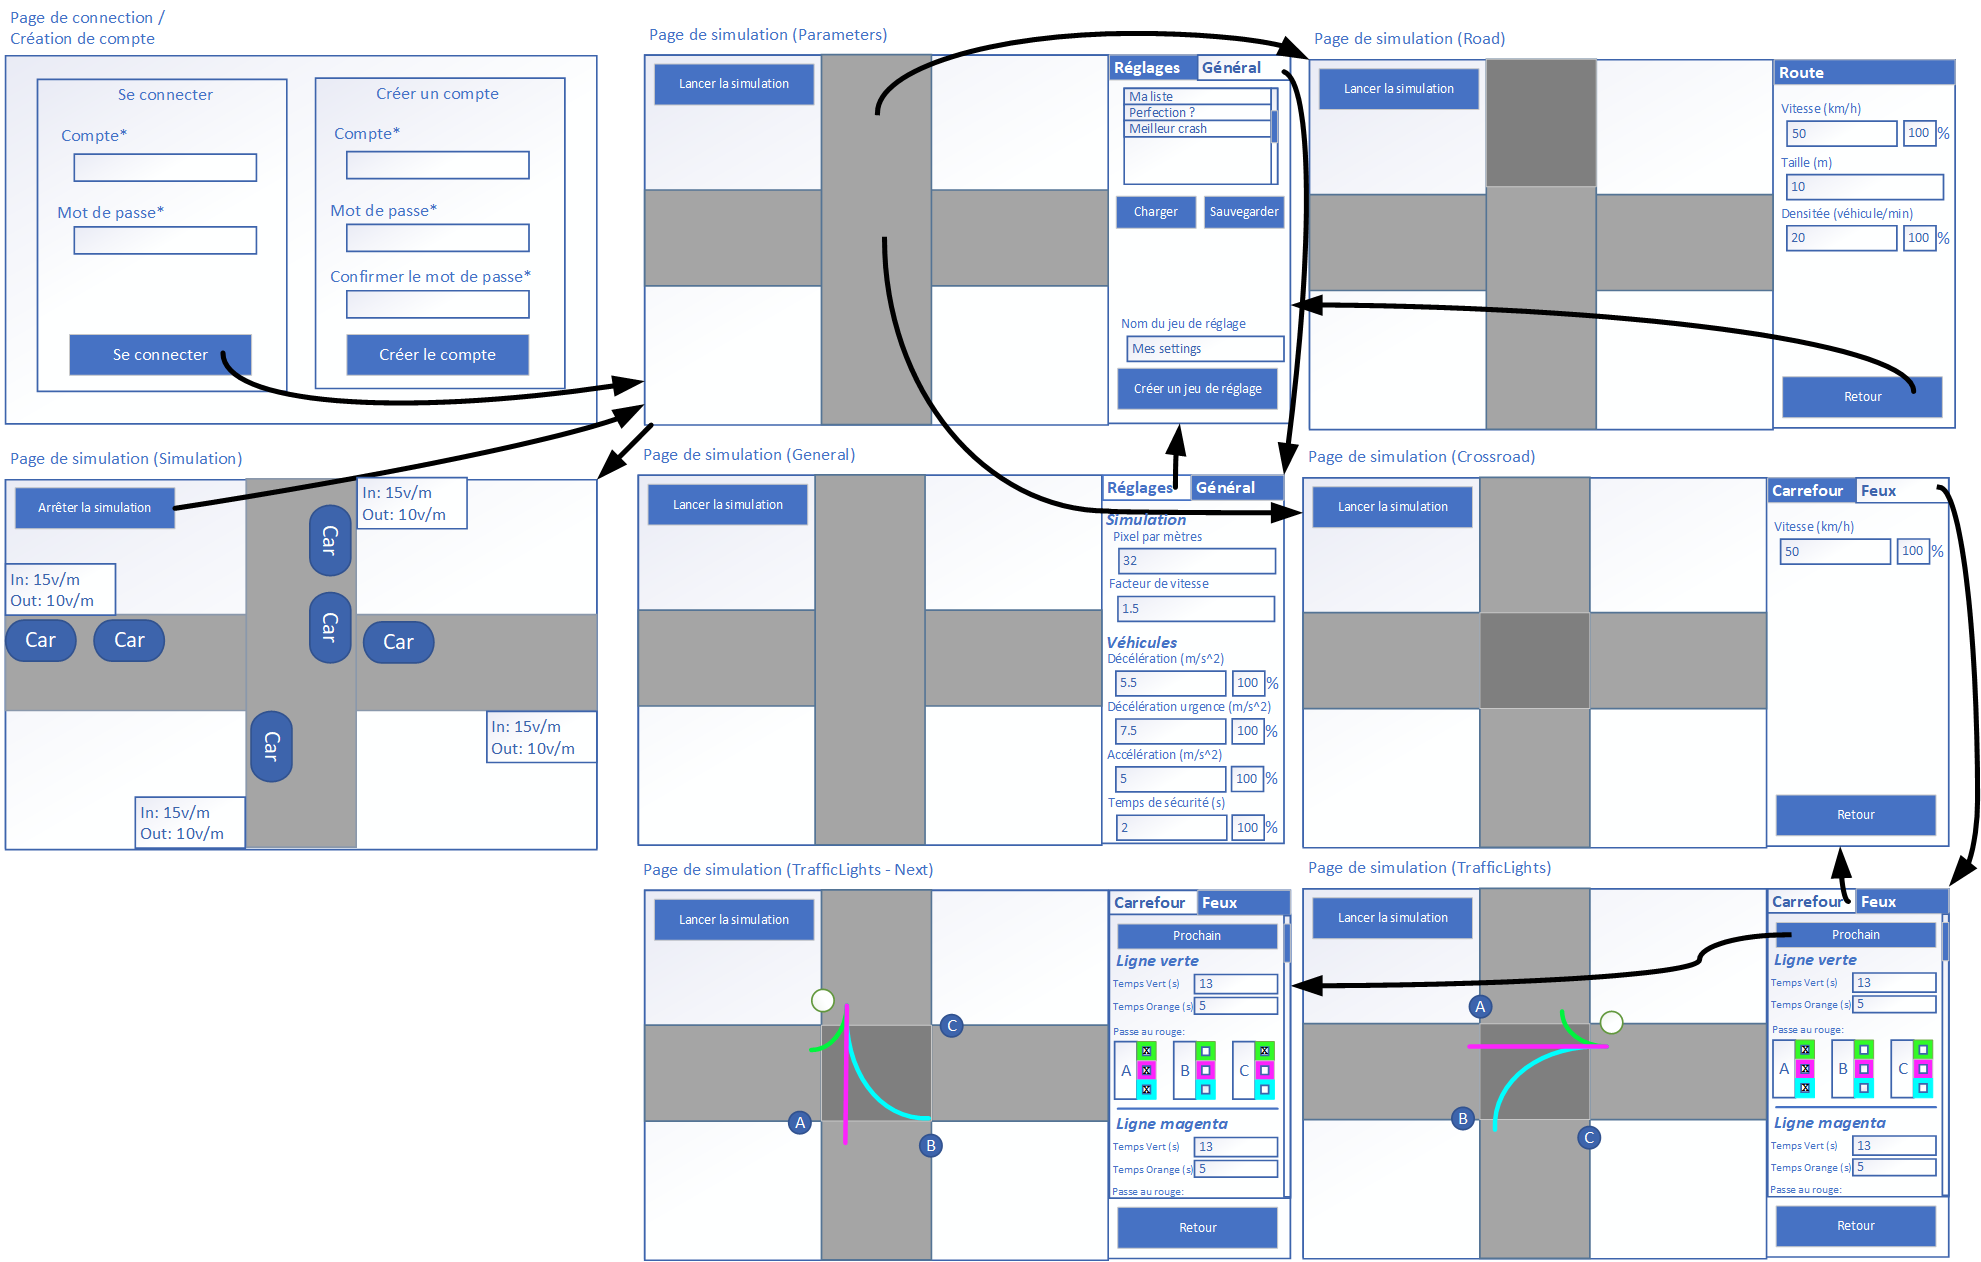 Page de connection /
Création de compte
Se connecter
Compte*
Mot de passe*
Se connecter
Créer un compte
Compte*
Mot de passe*
Confirmer le mot de passe*
Créer le compte
Page de simulation (Parameters)
Lancer la simulation
Réglages
Général
Ma liste
Perfection ?
Meilleur crash
Charger
Sauvegarder
Nom du jeu de réglage
Mes settings
Créer un jeu de réglage
Page de simulation (Road)
Lancer la simulation
Route
Vitesse (km/h)
50
100 %
Taille (m)
10
Densitée (véhicule/min)
20
100 %
Retour
Page de simulation (Simulation)
Arrêter la simulation
In: 15v/m
Out: 10v/m
In: 15v/m
Out: 10v/m
Car
Car
Car
Car
Car
Car
In: 15v/m
Out: 10v/m
In: 15v/m
Out: 10v/m
Page de simulation (General)
Lancer la simulation
Réglages
Général
Simulation
Pixel par mètres
32
Facteur de vitesse
1.5
Véhicules
Décélération (m/s^2)
5.5
100 %
Décélération urgence (m/s^2)
7.5
100 %
Accélération (m/s^2)
5
100 %
Temps de sécurité (s)
2
100 %
Page de simulation (Crossroad)
Lancer la simulation
Carrefour
Feux
Vitesse (km/h)
50
100 %
Retour
Page de simulation (TrafficLights - Next)
Lancer la simulation
C
A
B
Carrefour
Feux
Prochain
Ligne verte
Temps Vert (s)
13
Temps Orange (s)
5
Passe au rouge:
A
B
C
Ligne magenta
Temps Vert (s)
13
Temps Orange (s)
5
Passe au rouge:
Retour
Page de simulation (TrafficLights)
Lancer la simulation
A
B
C
Carrefour
Feux
Prochain
Ligne verte
Temps Vert (s)
13
Temps Orange (s)
5
Passe au rouge:
A
B
C
Ligne magenta
Temps Vert (s)
13
Temps Orange (s)
5
Passe au rouge:
Retour